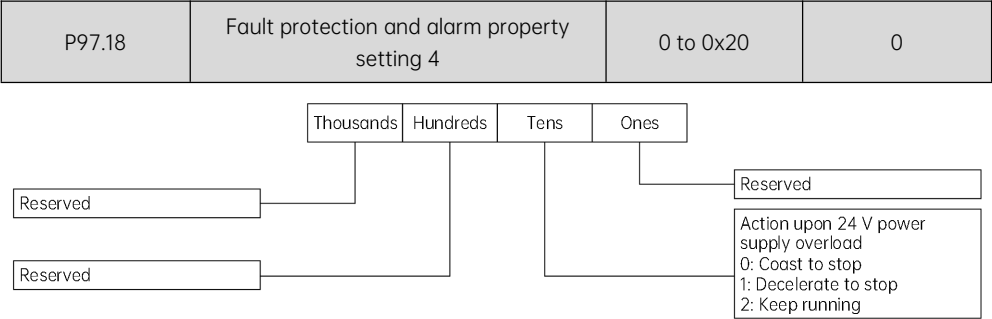 P97.18
Fault protection and alarm property
setting 4
0 to 0x20
0
Thousands
Hundreds
Tens
Ones
Reserved
Reserved
Reserved
Action upon 24 V power
supply overload
0: Coast to stop
1: Decelerate to stop
2: Keep running